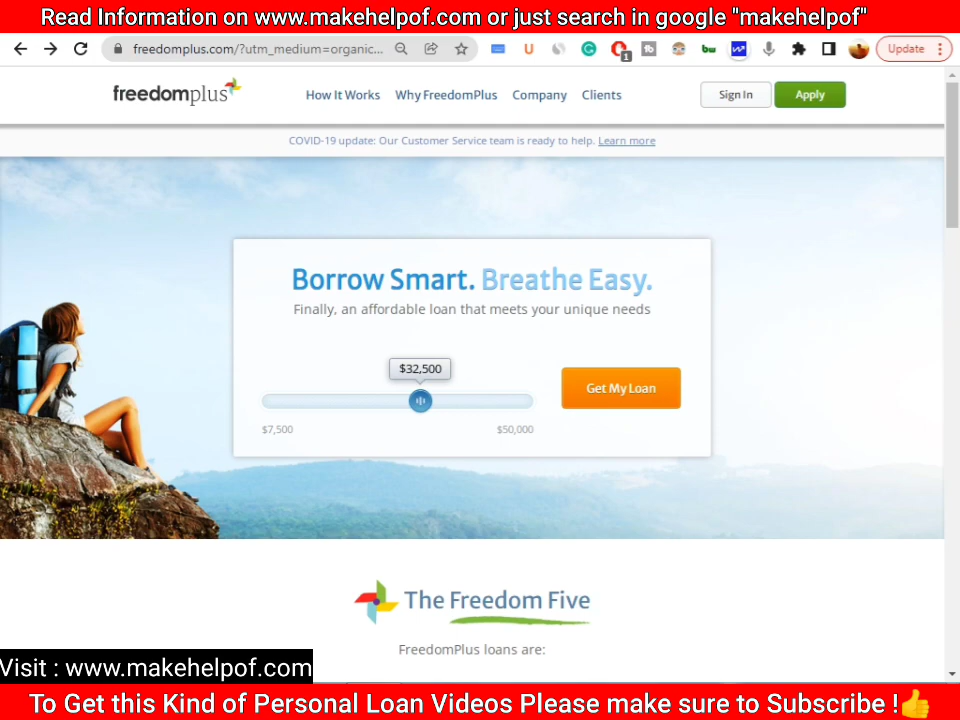 Read Information on www.makehelpof.com or just search in google "makehelpof"
freedomplus.com/?utm_medium=organic...
1
Update
freedomplus
How It Works
Why FreedomPlus
Company
Clients
Sign In
Apply
COVID-19 update: Our Customer Service team is ready to help. Learn more
Borrow Smart. Breathe Easy.
Finally, an affordable loan that meets your unique needs
$32,500
Get My Loan
$7,500
$50,000
The Freedom Five
FreedomPlus loans are:
Visit : www.makehelpof.com
To Get this Kind of Personal Loan Videos Please make sure to Subscribe !👍